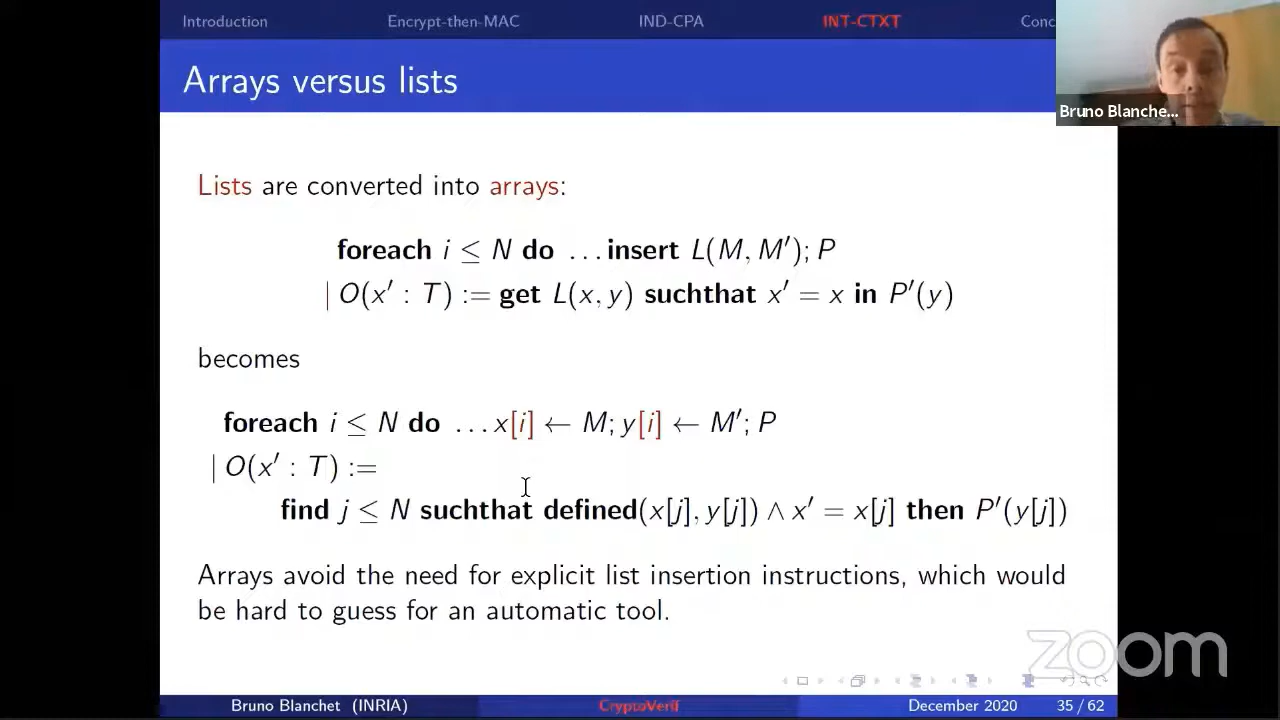 Introduction Encrypt-then-MAC IND-CPA INT-CTXT Conc
Arrays versus lists
Bruno Blanche...
Lists are converted into arrays:
foreach i ≤ N do ... insert L(M, M′); P
| O(x′ : T) := get L(x, y) suchthat x′ = x in P′(y)
becomes
foreach i ≤ N do ... x[i] ← M; y[i] ← M′; P
| O(x′ : T) :=
find j ≤ N suchthat defined(x[j], y[j]) ∧ x′ = x[j] then P′(y[j])
Arrays avoid the need for explicit list insertion instructions, which would
be hard to guess for an automatic tool.
zoom
Bruno Blanchet (INRIA) CryptoVerif December 2020 35 / 62